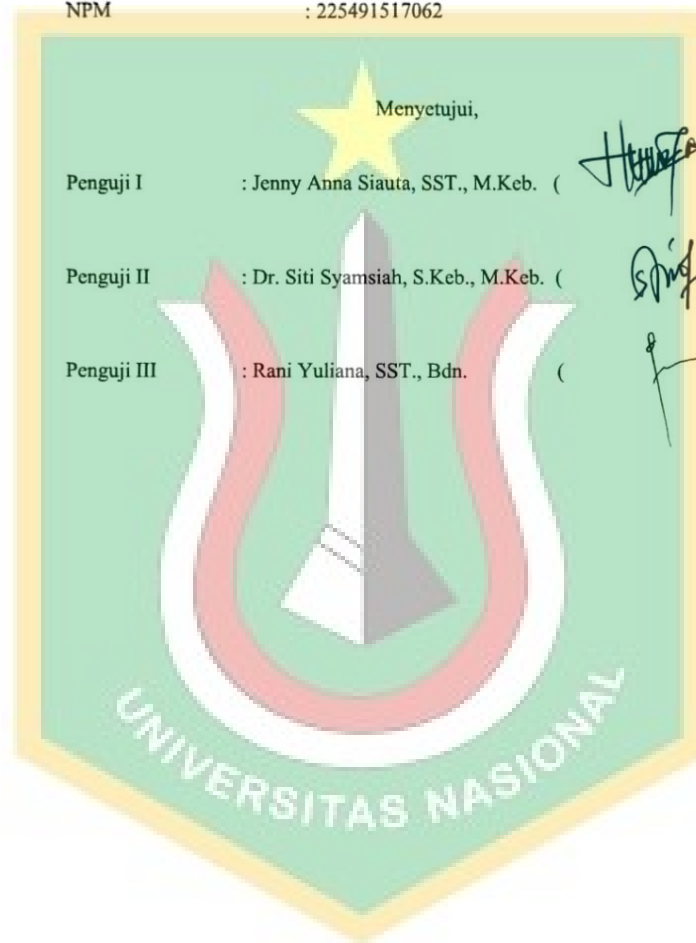 NPM : 225491517062
Menyetujui,
Penguji I : Jenny Anna Siauta, SST., M.Keb. (
Penguji II : Dr. Siti Syamsiah, S.Keb., M.Keb. (
Penguji III : Rani Yuliana, SST., Bdn. (
UNIVERSITAS NASIONAL